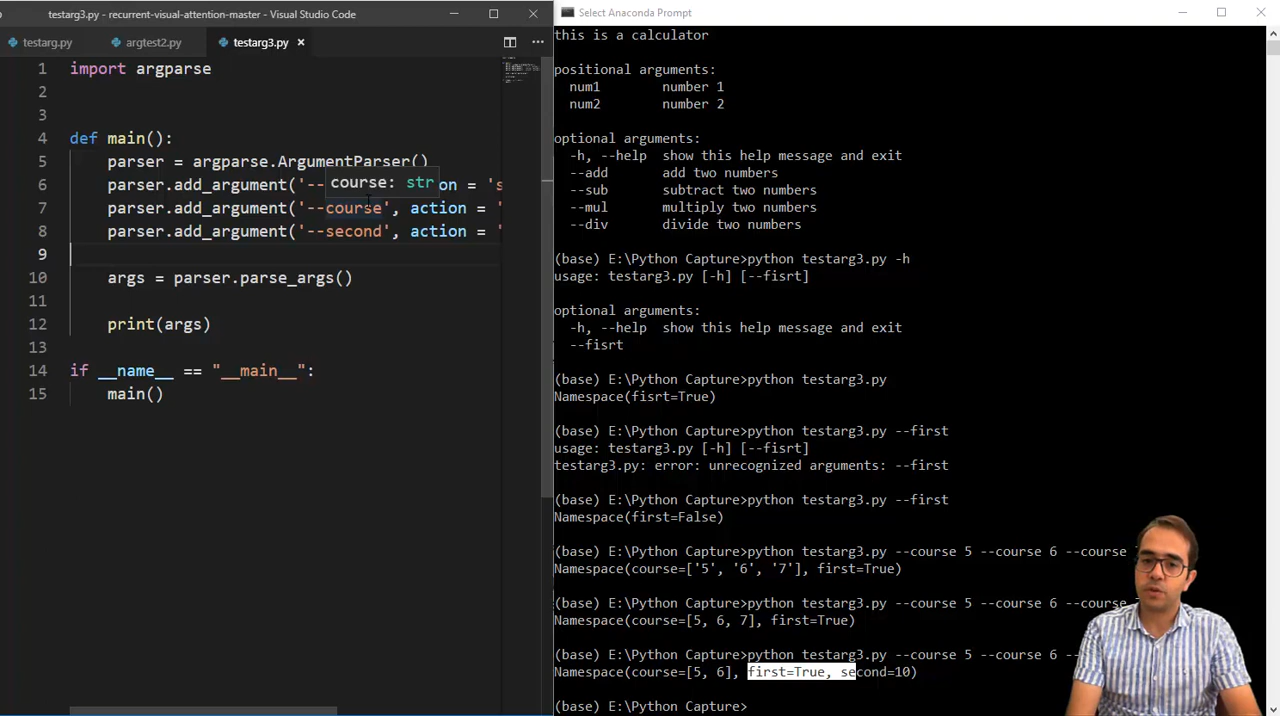 testarg3.py - recurrent-visual-attention-master - Visual Studio Code
testarg.py
argtest2.py
testarg3.py ×
1 import argparse
2
3
4 def main():
5 parser = argparse.ArgumentParser()
6 parser.add_argument('-- on = 's
course: str
7 parser.add_argument('--course', action = '
8 parser.add_argument('--second', action = '
9
10 args = parser.parse_args()
11
12 print(args)
13
14 if __name__ == "__main__":
15 main()
Select Anaconda Prompt
this is a calculator
positional arguments:
num1 number 1
num2 number 2
optional arguments:
-h, --help show this help message and exit
--add add two numbers
--sub subtract two numbers
--mul multiply two numbers
--div divide two numbers
(base) E:\Python Capture>python testarg3.py -h
usage: testarg3.py [-h] [--fisrt]
optional arguments:
-h, --help show this help message and exit
--fisrt
(base) E:\Python Capture>python testarg3.py
Namespace(fisrt=True)
(base) E:\Python Capture>python testarg3.py --first
usage: testarg3.py [-h] [--fisrt]
testarg3.py: error: unrecognized arguments: --first
(base) E:\Python Capture>python testarg3.py --first
Namespace(first=False)
(base) E:\Python Capture>python testarg3.py --course 5 --course 6 --course
Namespace(course=['5', '6', '7'], first=True)
(base) E:\Python Capture>python testarg3.py --course 5 --course 6 --course
Namespace(course=[5, 6, 7], first=True)
(base) E:\Python Capture>python testarg3.py --course 5 --course 6 --
Namespace(course=[5, 6], first=True, second=10)
(base) E:\Python Capture>